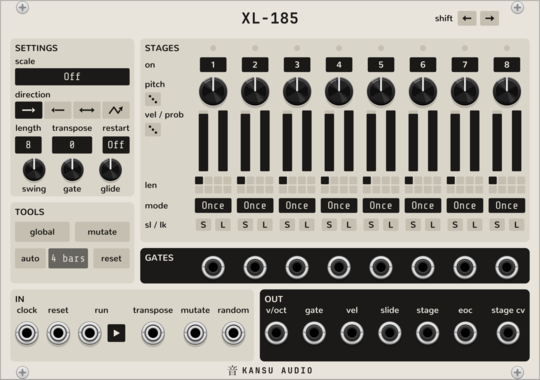 XL-185
shift ← →
SETTINGS
scale
Off
direction
→ ← ↔
length transpose restart
8 0 Off
swing gate glide
TOOLS
global mutate
auto 4 bars reset
STAGES
on 1 2 3 4 5 6 7 8
pitch
vel / prob
len
mode Once Once Once Once Once Once Once Once
sl / lk S L S L S L S L S L S L S L S L
GATES
IN
clock reset run transpose mutate random
OUT
v/oct gate vel slide stage eoc stage cv
音 KANSU AUDIO